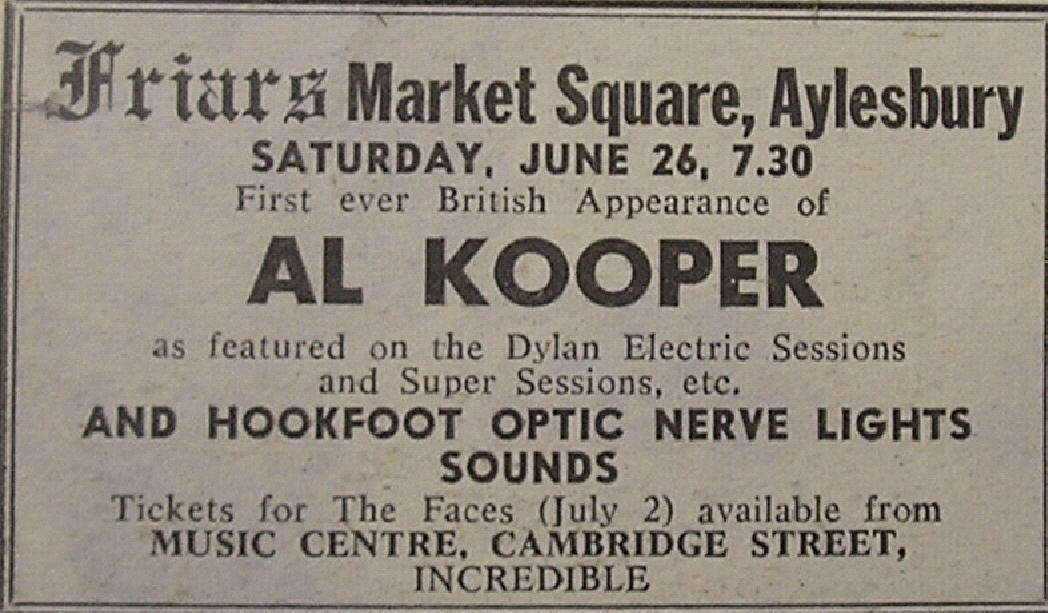 Friars Market Square, Aylesbury
SATURDAY, JUNE 26, 7.30
First ever British Appearance of
AL KOOPER
as featured on the Dylan Electric Sessions
and Super Sessions, etc.
AND HOOKFOOT OPTIC NERVE LIGHTS
SOUNDS
Tickets for The Faces (July 2) available from
MUSIC CENTRE, CAMBRIDGE STREET,
INCREDIBLE